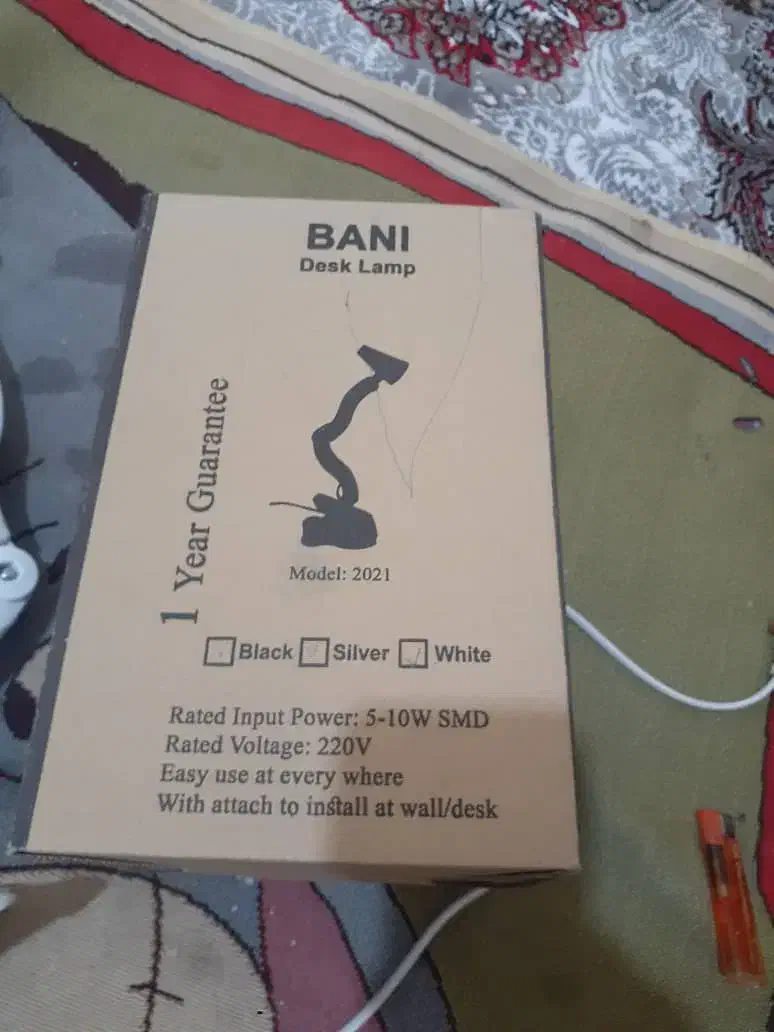 BANI
Desk Lamp
1 Year Guarantee
Model: 2021
Black Silver White
Rated Input Power: 5-10W SMD
Rated Voltage: 220V
Easy use at every where
With attach to install at wall/desk